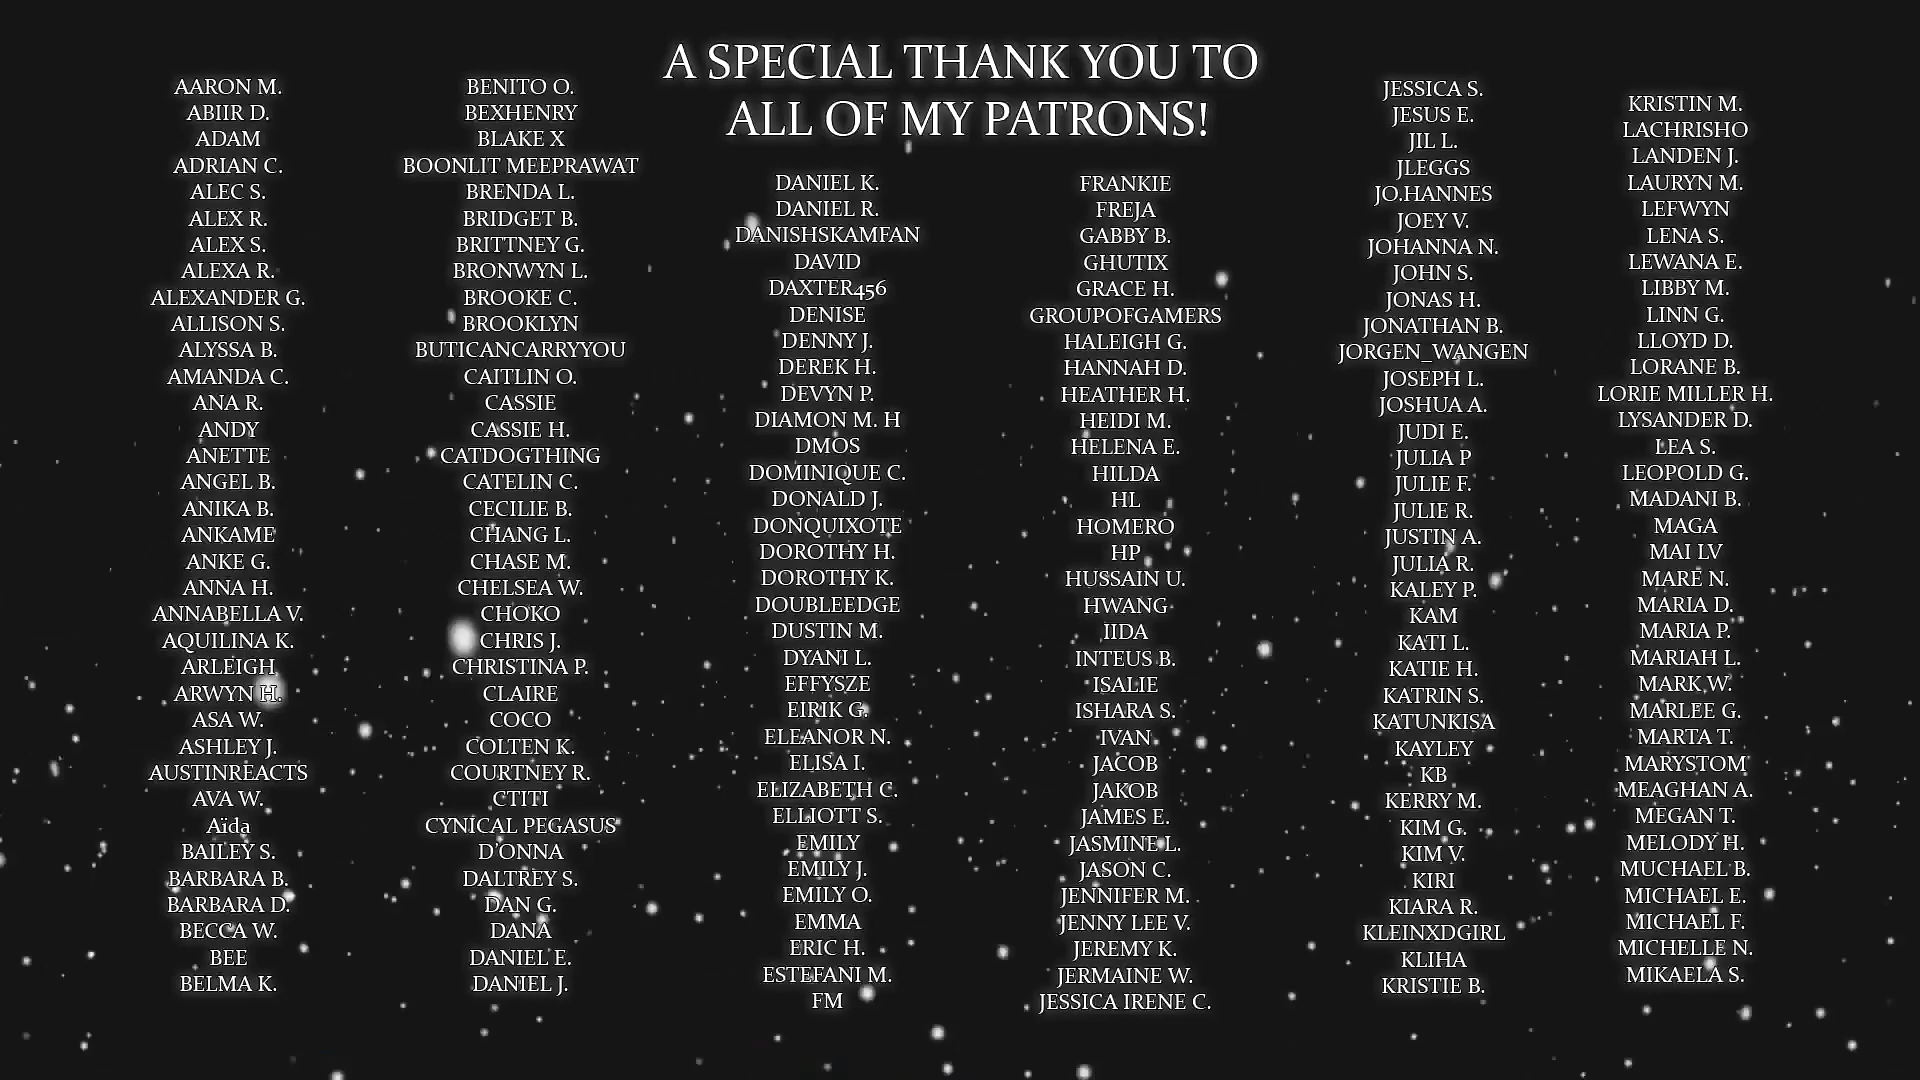 A SPECIAL THANK YOU TO
ALL OF MY PATRONS!
AARON M.
ABIIR D.
ADAM
ADRIAN C.
ALEC S.
ALEX R.
ALEX S.
ALEXA R.
ALEXANDER G.
ALLISON S.
ALYSSA B.
AMANDA C.
ANA R.
ANDY
ANETTE
ANGEL B.
ANIKA B.
ANKAME
ANKE G.
ANNA H.
ANNABELLA V.
AQUILINA K.
ARLEIGH
ARWYN H.
ASA W.
ASHLEY J.
AUSTINREACTS
AVA W.
Aïda
BAILEY S.
BARBARA B.
BARBARA D.
BECCA W.
BEE
BELMA K.
BENITO O.
BEXHENRY
BLAKE X
BOONLIT MEEPRAWAT
BRENDA L.
BRIDGET B.
BRITTNEY G.
BRONWYN L.
BROOKE C.
BROOKLYN
BUTICANCARRYYOU
CAITLIN O.
CASSIE
CASSIE H.
CATDOGTHING
CATELIN C.
CECILIE B.
CHANG L.
CHASE M.
CHELSEA W.
CHOKO
CHRIS J.
CHRISTINA P.
CLAIRE
COCO
COLTEN K.
COURTNEY R.
CTITI
CYNICAL PEGASUS
D'ONNA
DALTREY S.
DAN G.
DANA
DANIEL E.
DANIEL J.
DANIEL K.
DANIEL R.
DANISHSKAMFAN
DAVID
DAXTER456
DENISE
DENNY J.
DEREK H.
DEVYN P.
DIAMON M. H
DMOS
DOMINIQUE C.
DONALD J.
DONQUIXOTE
DOROTHY H.
DOROTHY K.
DOUBLEEDGE
DUSTIN M.
DYANI L.
EFFYSZE
EIRIK G.
ELEANOR N.
ELISA I.
ELIZABETH C.
ELLIOTT S.
EMILY
EMILY J.
EMILY O.
EMMA
ERIC H.
ESTEFANI M.
FM
FRANKIE
FREJA
GABBY B.
GHUTIX
GRACE H.
GROUPOFGAMERS
HALEIGH G.
HANNAH D.
HEATHER H.
HEIDI M.
HELENA E.
HILDA
HL
HOMERO
HP
HUSSAIN U.
HWANG
IIDA
INTEUS B.
ISALIE
ISHARA S.
IVAN
JACOB
JAKOB
JAMES E.
JASMINE L.
JASON C.
JENNIFER M.
JENNY LEE V.
JEREMY K.
JERMAINE W.
JESSICA IRENE C.
JESSICA S.
JESUS E.
JIL L.
JLEGGS
JO.HANNES
JOEY V.
JOHANNA N.
JOHN S.
JONAS H.
JONATHAN B.
JORGEN_WANGEN
JOSEPH L.
JOSHUA A.
JUDI E.
JULIA P
JULIE F.
JULIE R.
JUSTIN A.
JULIA R.
KALEY P.
KAM
KATI L.
KATIE H.
KATRIN S.
KATUNKISA
KAYLEY
KB
KERRY M.
KIM G.
KIM V.
KIRI
KIARA R.
KLEINXDGIRL
KLIHA
KRISTIE B.
KRISTIN M.
LACHRISHO
LANDEN J.
LAURYN M.
LEFWYN
LENA S.
LEWANA E.
LIBBY M.
LINN G.
LLOYD D.
LORANE B.
LORIE MILLER H.
LYSANDER D.
LEA S.
LEOPOLD G.
MADANI B.
MAGA
MAI LV
MARE N.
MARIA D.
MARIA P.
MARIAH L.
MARK W.
MARLEE G.
MARTA T.
MARYSTOM
MEAGHAN A.
MEGAN T.
MELODY H.
MUCHAEL B.
MICHAEL E.
MICHAEL F.
MICHELLE N.
MIKAELA S.